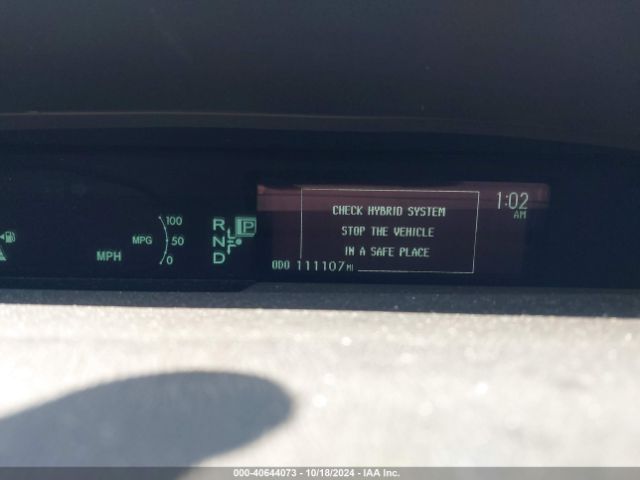 100
MPG 50
0
MPH
R P
N
D
CHECK HYBRID SYSTEM
STOP THE VEHICLE
IN A SAFE PLACE
1:02
AM
ODO 111107 MI
000-40644073 - 10/18/2024 - IAA Inc.